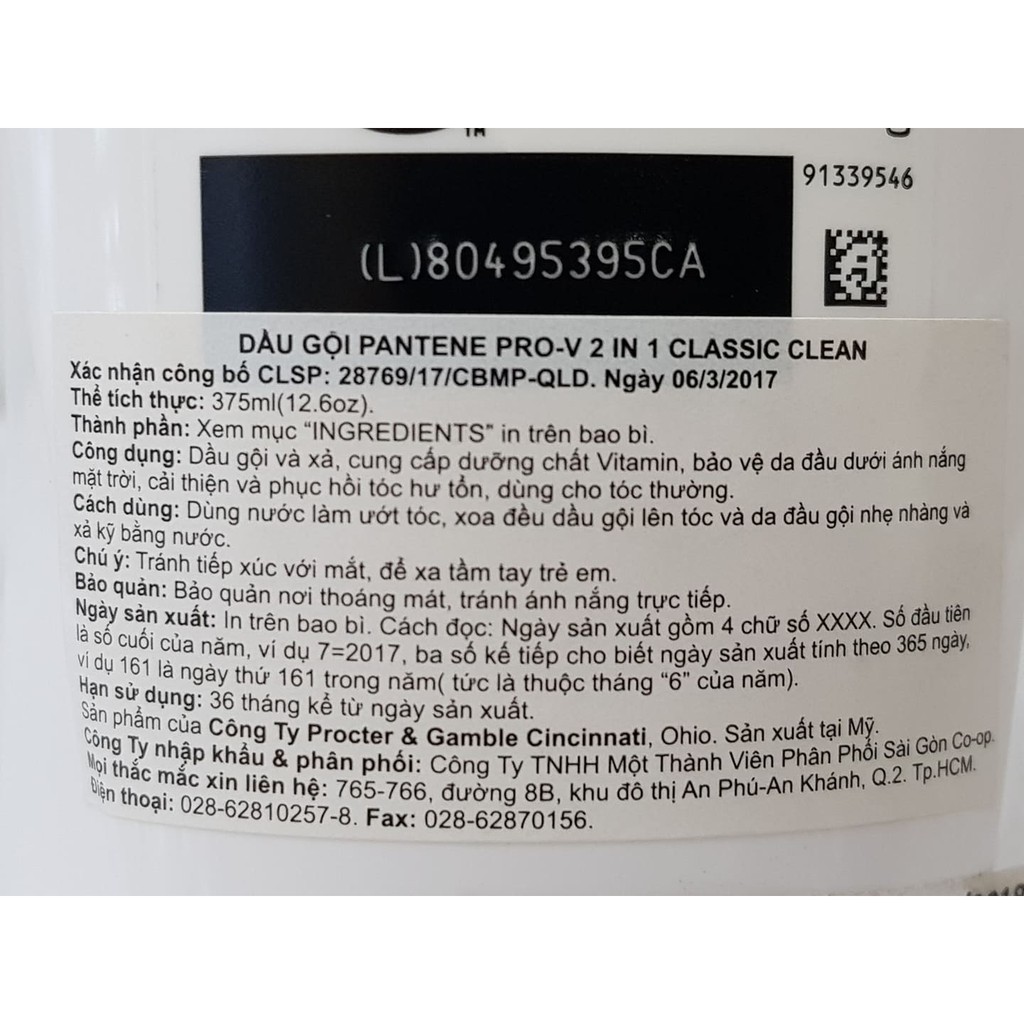 TM
91339546
(L)80495395CA
DẦU GỘI PANTENE PRO-V 2 IN 1 CLASSIC CLEAN
Xác nhận công bố CLSP: 28769/17/CBMP-QLD. Ngày 06/3/2017
Thể tích thực: 375ml(12.6oz).
Thành phần: Xem mục “INGREDIENTS” in trên bao bì.
Công dụng: Dầu gội và xả, cung cấp dưỡng chất Vitamin, bảo vệ da đầu dưới ánh nắng
mặt trời, cải thiện và phục hồi tóc hư tổn, dùng cho tóc thường.
Cách dùng: Dùng nước làm ướt tóc, xoa đều dầu gội lên tóc và da đầu gội nhẹ nhàng và
xả kỹ bằng nước.
Chú ý: Tránh tiếp xúc với mắt, để xa tầm tay trẻ em.
Bảo quản: Bảo quản nơi thoáng mát, tránh ánh nắng trực tiếp.
Ngày sản xuất: In trên bao bì. Cách đọc: Ngày sản xuất gồm 4 chữ số XXXX. Số đầu tiên
là số cuối của năm, ví dụ 7=2017, ba số kế tiếp cho biết ngày sản xuất tính theo 365 ngày,
ví dụ 161 là ngày thứ 161 trong năm( tức là thuộc tháng “6” của năm).
Hạn sử dụng: 36 tháng kể từ ngày sản xuất.
Sản phẩm của Công Ty Procter & Gamble Cincinnati, Ohio. Sản xuất tại Mỹ.
Công Ty nhập khẩu & phân phối: Công Ty TNHH Một Thành Viên Phân Phối Sài Gòn Co-op.
Mọi thắc mắc xin liên hệ: 765-766, đường 8B, khu đô thị An Phú-An Khánh, Q.2. Tp.HCM.
Điện thoại: 028-62810257-8. Fax: 028-62870156.